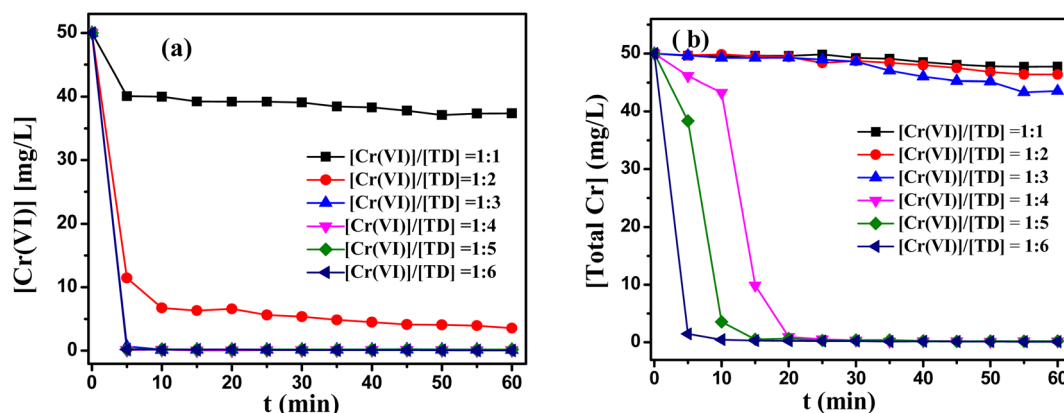 (a)
[Cr(VI)] [mg/L]
50
40
30
20
10
0
[Cr(VI)]/[TD] =1:1
[Cr(VI)]/[TD]=1:2
[Cr(VI)]/[TD] =1:3
[Cr(VI)]/[TD] =1:4
[Cr(VI)]/[TD] =1:5
[Cr(VI)]/[TD] =1:6
0 10 20 30 40 50 60
t (min)
( b)
[Total Cr] (mg/L)
50
40
30
20
10
0
[Cr(VI)]/[TD] =1:1
[Cr(VI)]/[TD] = 1:2
[Cr(VI)]/[TD] = 1:3
[Cr(VI)]/[TD] = 1:4
[Cr(VI)]/[TD] = 1:5
[Cr(VI)]/[TD] = 1:6
0 10 20 30 40 50 60
t (min)